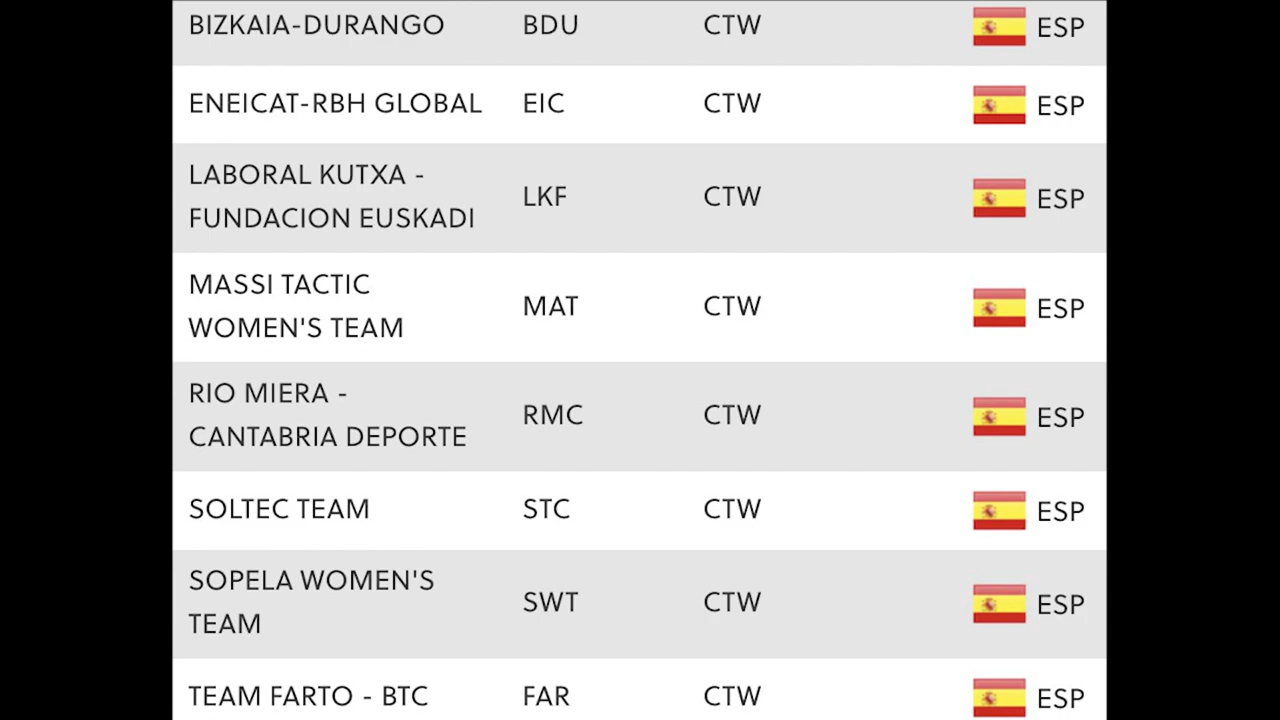 BIZKAIA-DURANGO BDU CTW ESP
ENEICAT-RBH GLOBAL EIC CTW ESP
LABORAL KUTXA -
FUNDACION EUSKADI LKF CTW ESP
MASSI TACTIC
WOMEN'S TEAM MAT CTW ESP
RIO MIERA -
CANTABRIA DEPORTE RMC CTW ESP
SOLTEC TEAM STC CTW ESP
SOPELA WOMEN'S
TEAM SWT CTW ESP
TEAM FARTO - BTC FAR CTW ESP